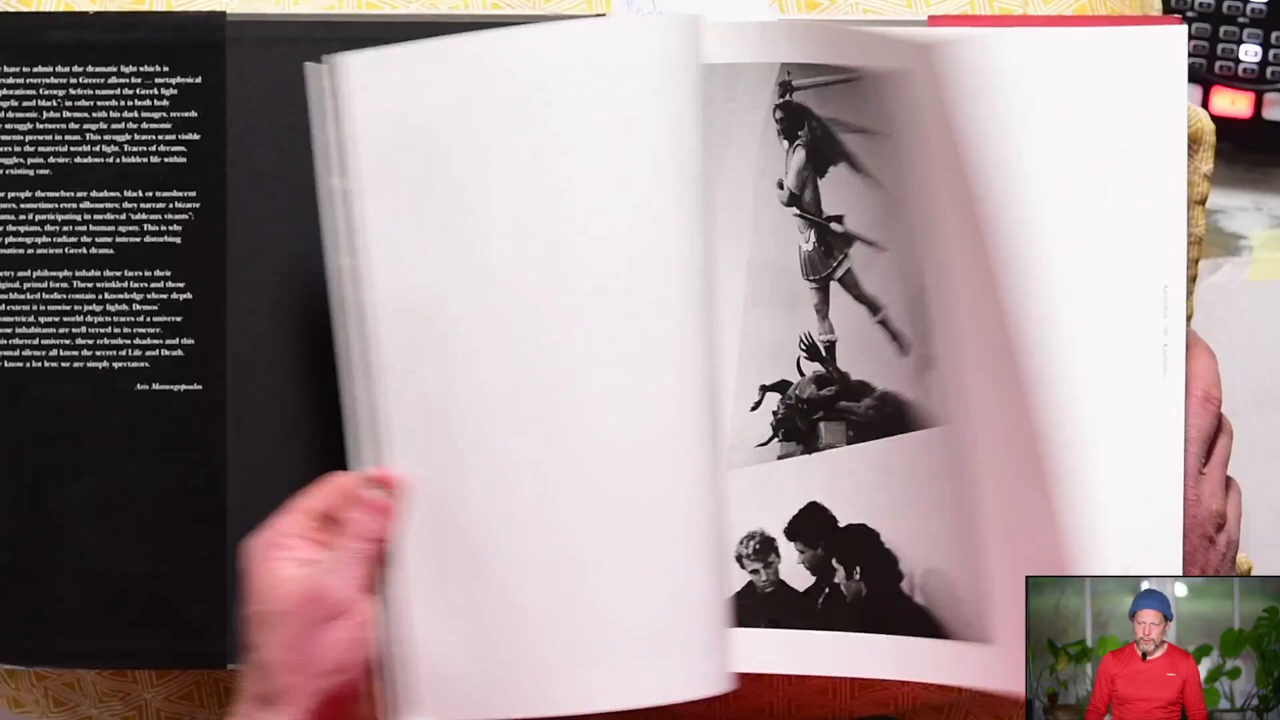 have to admit that the dramatic light which is
evalent everywhere in Greece allows for ... metaphysical
plorations. George Seferis named the Greek light
ngelic and black"; in other words it is both holy
d demonic. John Demos, with his dark images, records
e struggle between the angelic and the demonic
ements present in man. This struggle leaves scant visible
ces in the material world of light. Traces of dreams,
uggles, pain, desire; shadows of a hidden life within
r existing one.
e people themselves are shadows, black or translucent
ures, sometimes even silhouettes; they narrate a bizarre
ama, as if participating in medieval "tableaux vivants";
e thespians, they act out human agony. This is why
e photographs radiate the same intense disturbing
nsation as ancient Greek drama.
etry and philosophy inhabit these faces in their
iginal, primal form. These wrinkled faces and those
nchbacked bodies contain a Knowledge whose depth
d extent it is unwise to judge lightly. Demos'
ometrical, sparse world depicts traces of a universe
ose inhabitants are well versed in its essence.
is ethereal universe, these relentless shadows and this
ysmal silence all know the secret of Life and Death.
e know a lot less: we are simply spectators.
Aris